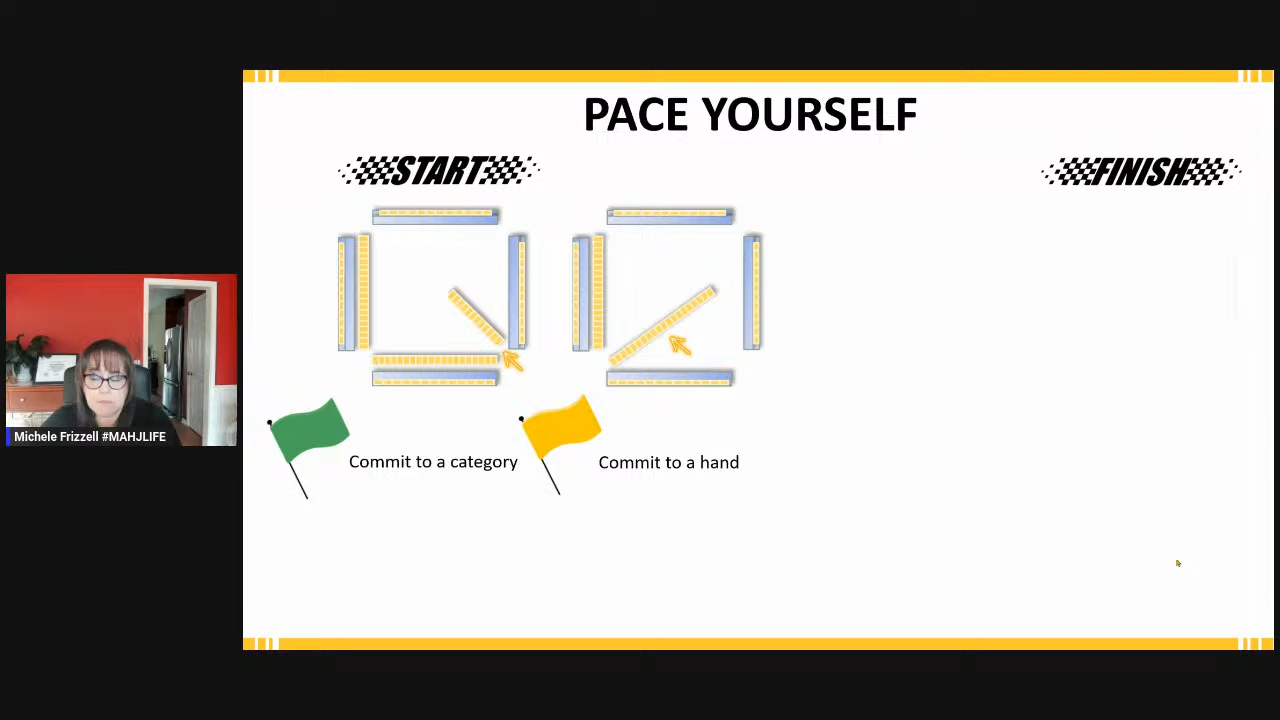 PACE YOURSELF
START
FINISH
Michele Frizzell #MAHJLIFE
Commit to a category
Commit to a hand